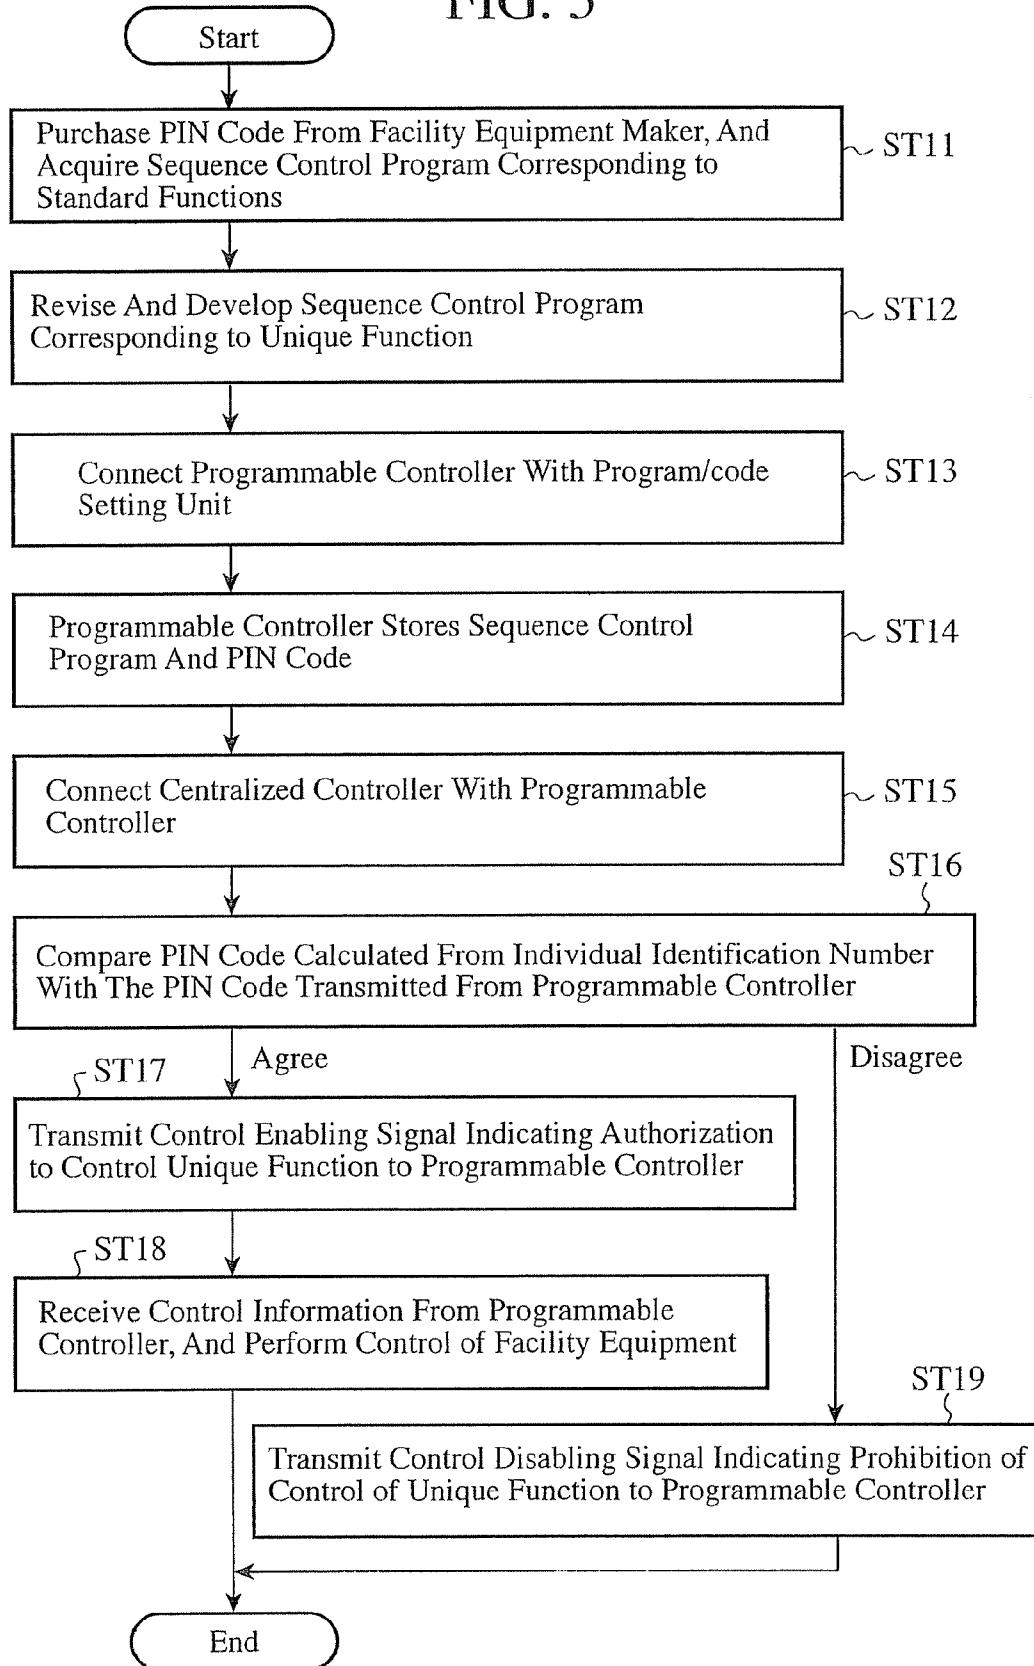 Start
Purchase PIN Code From Facility Equipment Maker, And
Acquire Sequence Control Program Corresponding to
Standard Functions
ST11
Revise And Develop Sequence Control Program
Corresponding to Unique Function
ST12
Connect Programmable Controller With Program/code
Setting Unit
ST13
Programmable Controller Stores Sequence Control
Program And PIN Code
ST14
Connect Centralized Controller With Programmable
Controller
ST15
ST16
Compare PIN Code Calculated From Individual Identification Number
With The PIN Code Transmitted From Programmable Controller
Agree
Disagree
ST17
Transmit Control Enabling Signal Indicating Authorization
to Control Unique Function to Programmable Controller
ST18
Receive Control Information From Programmable
Controller, And Perform Control of Facility Equipment
ST19
Transmit Control Disabling Signal Indicating Prohibition of
Control of Unique Function to Programmable Controller
End